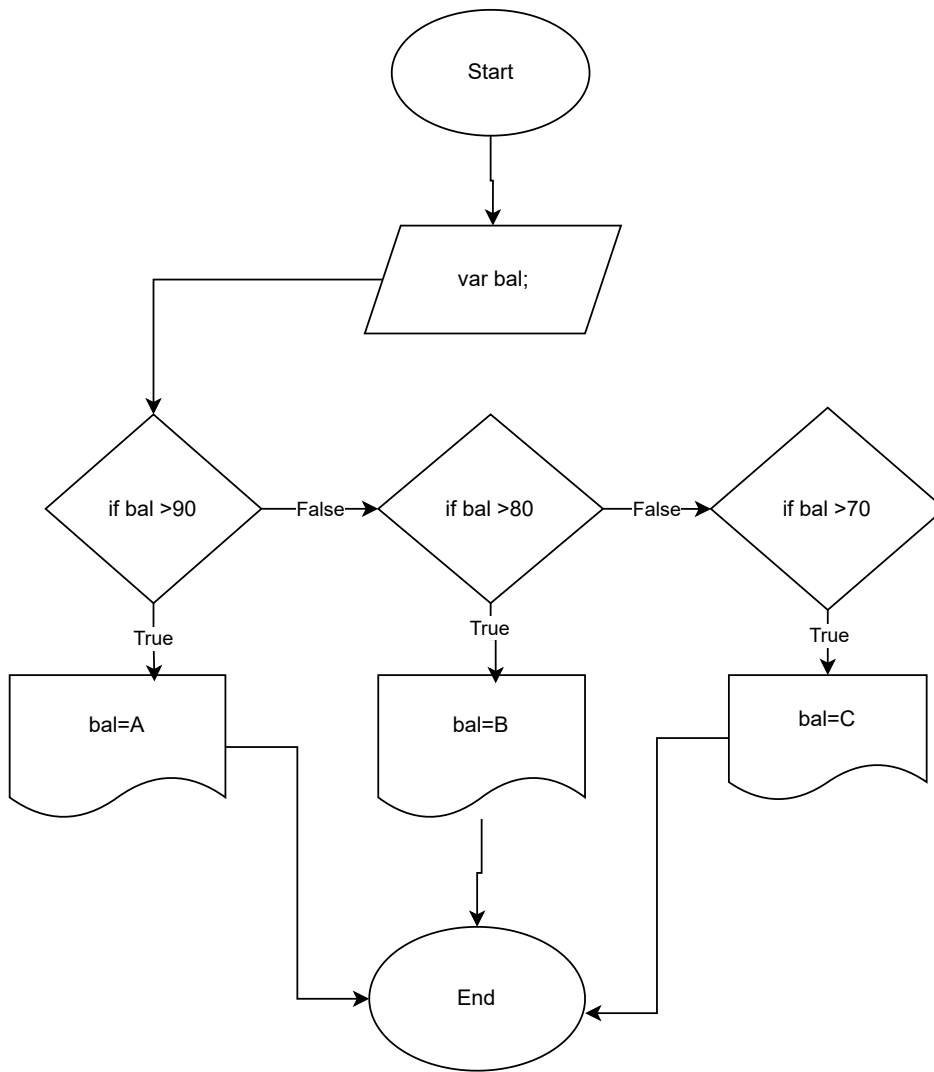 Start
var bal;
if bal >90
False
if bal >80
False
if bal >70
True
True
True
bal=A
bal=B
bal=C
End